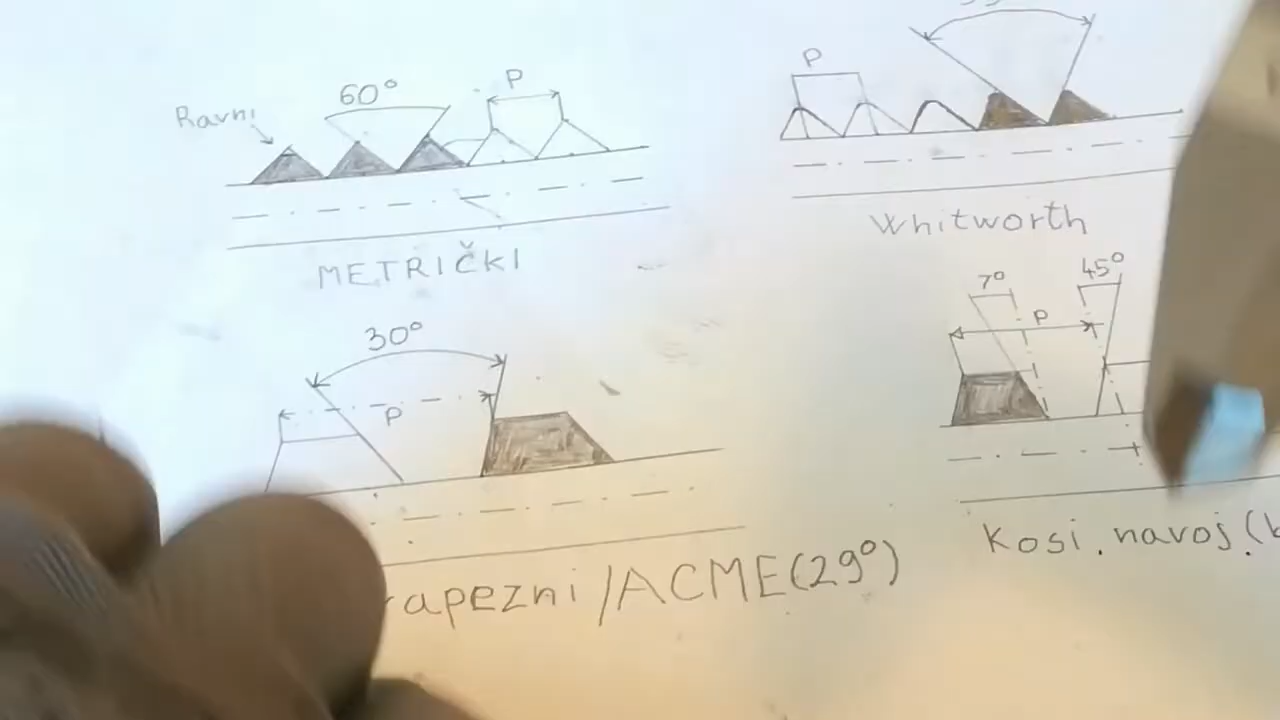 60°
P
Ravni
METRIČKI
P
Whitworth
30°
P
rapezni/ACME(29°)
7°
45°
P
Kosi navoj (